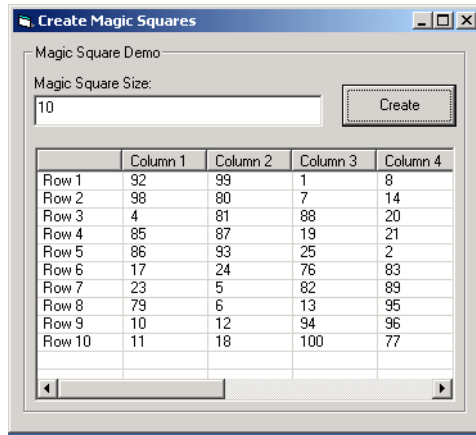 Create Magic Squares
Magic Square Demo
Magic Square Size:
10
Create
Column 1 Column 2 Column 3 Column 4
Row 1 92 99 1 8
Row 2 98 80 7 14
Row 3 4 81 88 20
Row 4 85 87 19 21
Row 5 86 93 25 2
Row 6 17 24 76 83
Row 7 23 5 82 89
Row 8 79 6 13 95
Row 9 10 12 94 96
Row 10 11 18 100 77